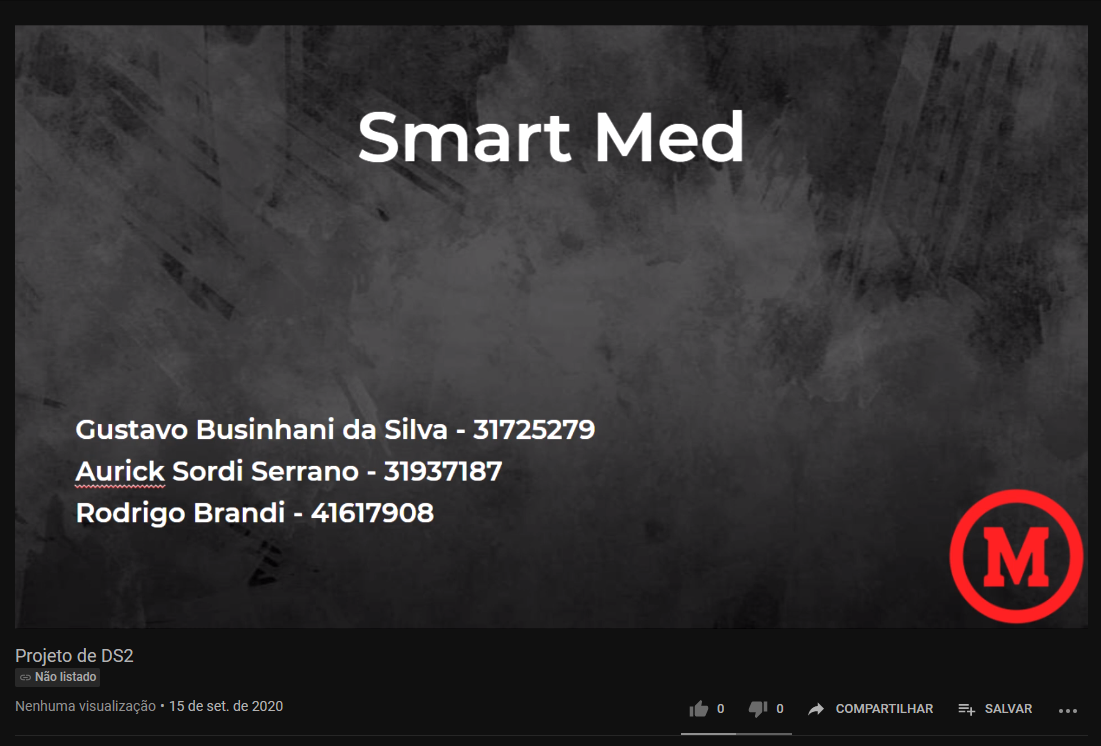 Smart Med
Gustavo Businhani da Silva - 31725279
Aurick Sordi Serrano - 31937187
Rodrigo Brandi - 41617908
M
Projeto de DS2
Não listado
Nenhuma visualização • 15 de set. de 2020
0 0 COMPARTILHAR SALVAR